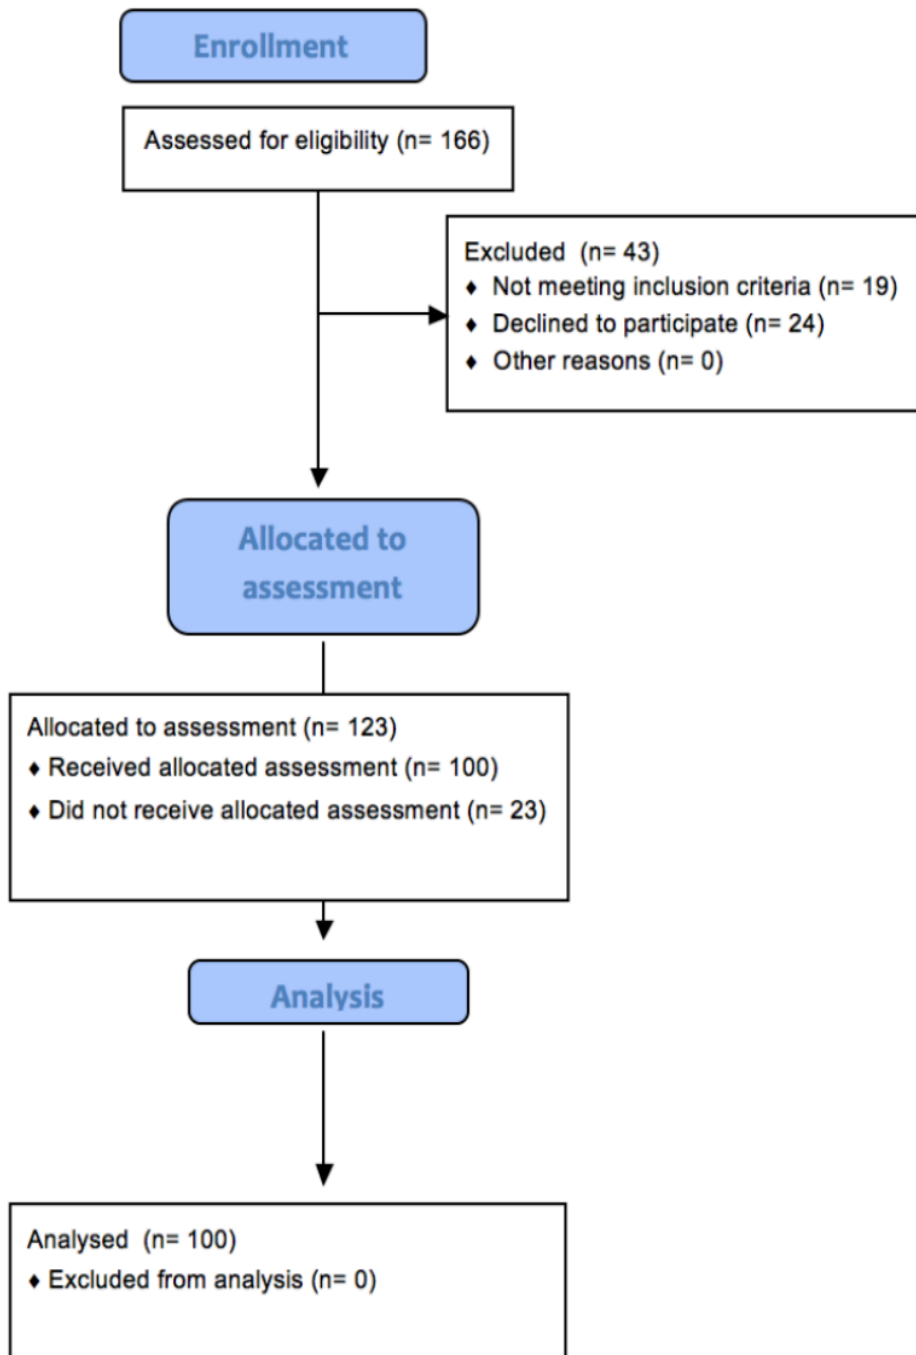 Enrollment
Assessed for eligibility (n= 166)
Excluded (n= 43)
♦ Not meeting inclusion criteria (n= 19)
♦ Declined to participate (n= 24)
♦ Other reasons (n= 0)
Allocated to
assessment
Allocated to assessment (n= 123)
♦ Received allocated assessment (n= 100)
♦ Did not receive allocated assessment (n= 23)
Analysis
Analysed (n= 100)
♦ Excluded from analysis (n= 0)